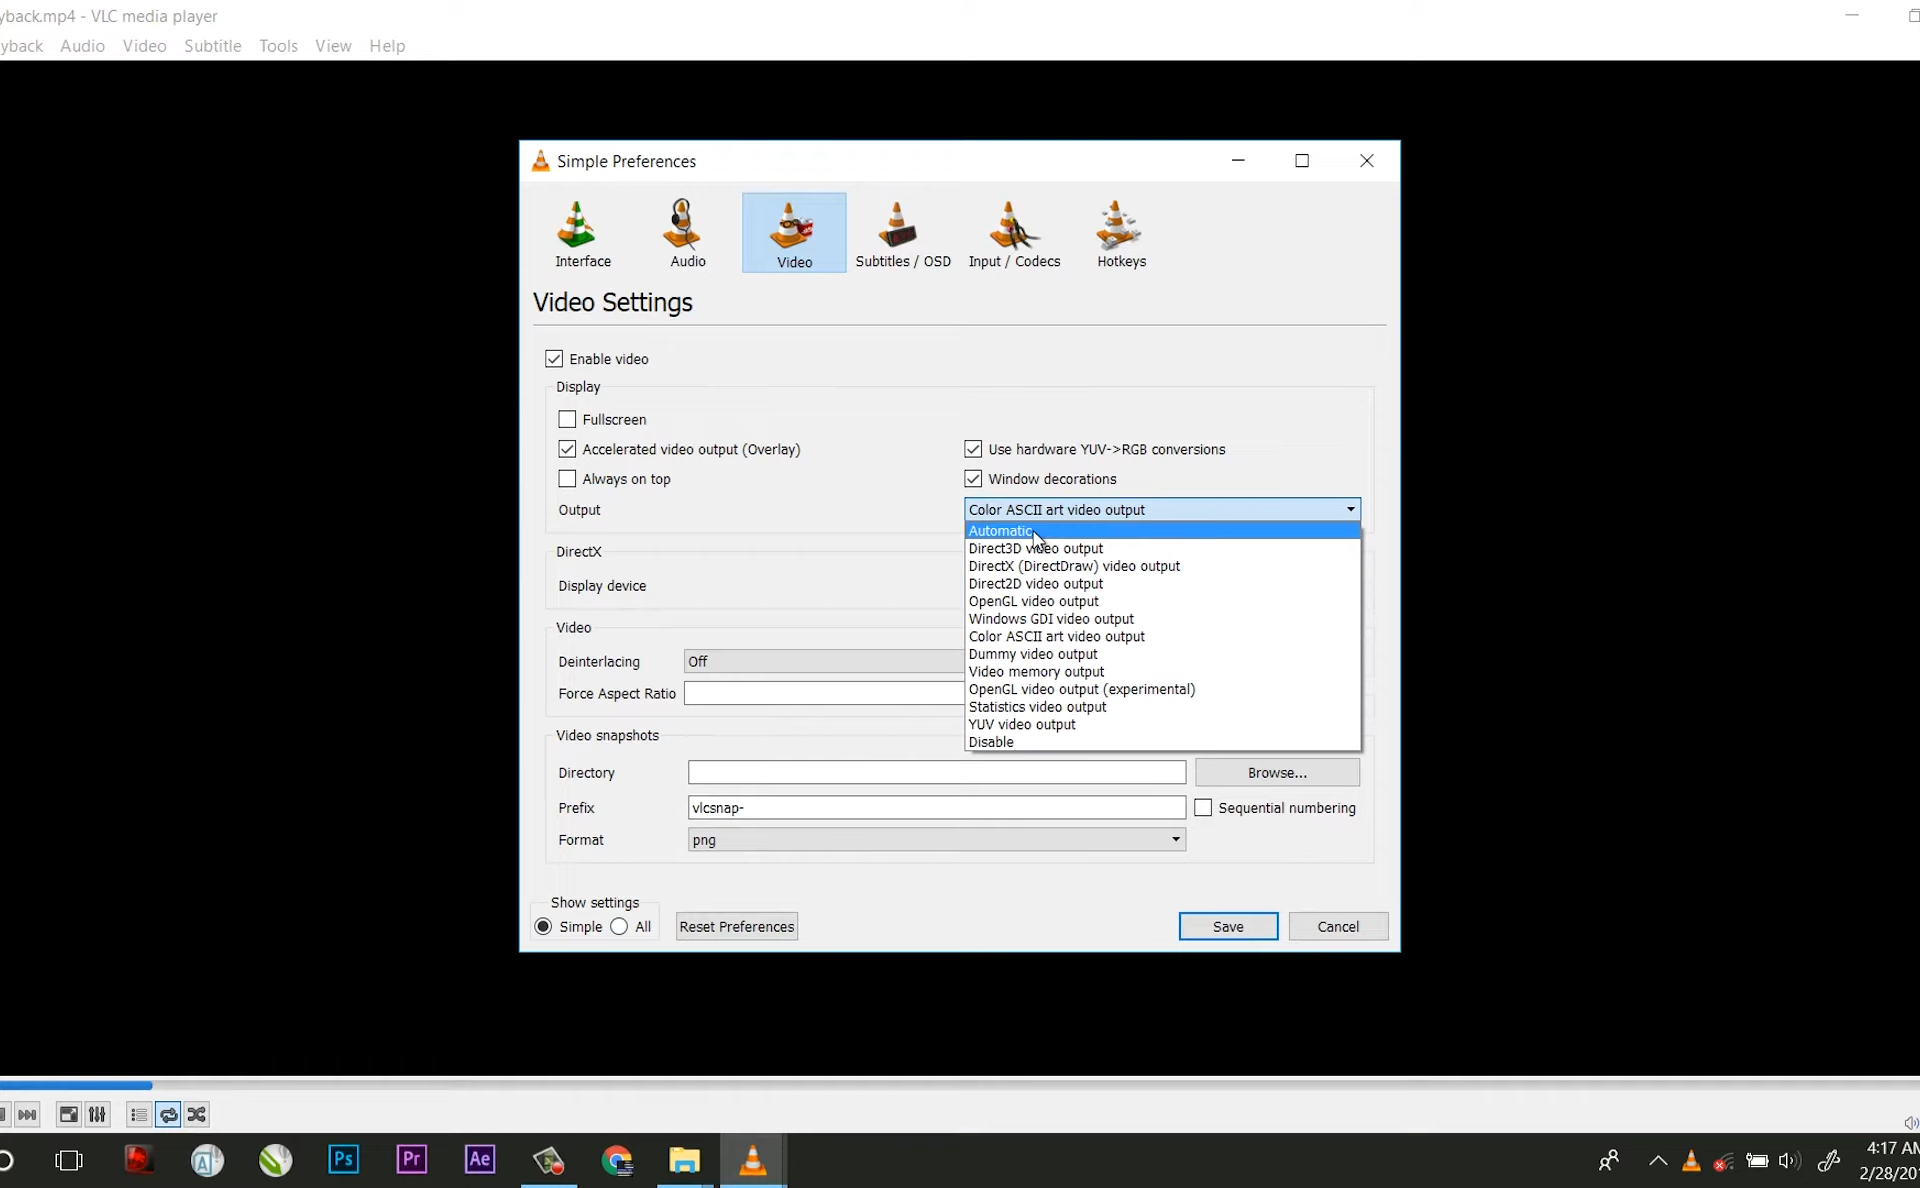 yback.mp4 - VLC media player
yback Audio Video Subtitle Tools View Help
Simple Preferences
Interface Audio Video Subtitles / OSD Input / Codecs Hotkeys
Video Settings
Enable video
Display
Fullscreen
Accelerated video output (Overlay) Use hardware YUV->RGB conversions
Always on top Window decorations
Output Color ASCII art video output
Automatic
Direct3D video output
DirectX DirectX (DirectDraw) video output
Display device Direct2D video output
OpenGL video output
Windows GDI video output
Video Color ASCII art video output
Dummy video output
Deinterlacing Off Video memory output
Force Aspect Ratio OpenGL video output (experimental)
Statistics video output
YUV video output
Video snapshots Disable
Directory Browse...
Prefix vlcsnap- Sequential numbering
Format png
Show settings
Simple All Reset Preferences Save Cancel
Ps Pr Ae
4:17 AM
2/28/201